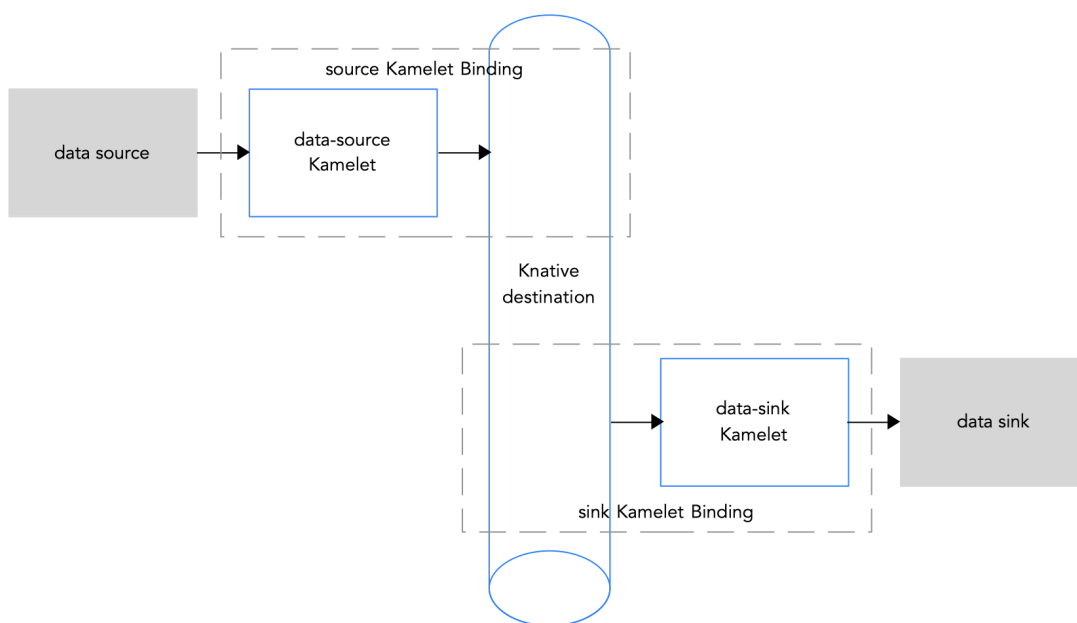 source Kamelet Binding
data source
data-source
Kamelet
Knative
destination
data-sink
Kamelet
data sink
sink Kamelet Binding